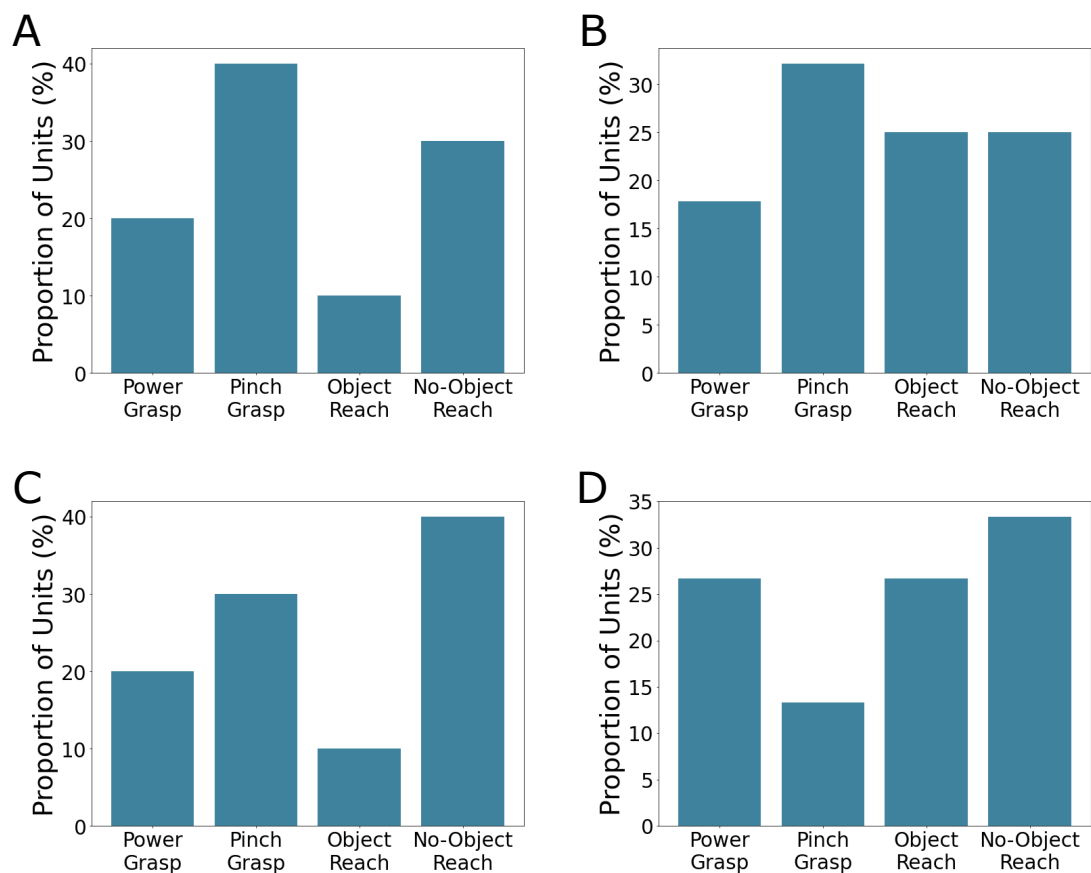 A
Proportion of Units (%)
40
30
20
10
0
Power
Grasp
Pinch
Grasp
Object
Reach
No-Object
Reach
B
Proportion of Units (%)
30
25
20
15
10
5
0
Power
Grasp
Pinch
Grasp
Object
Reach
No-Object
Reach
C
Proportion of Units (%)
40
30
20
10
0
Power
Grasp
Pinch
Grasp
Object
Reach
No-Object
Reach
D
Proportion of Units (%)
35
30
25
20
15
10
5
0
Power
Grasp
Pinch
Grasp
Object
Reach
No-Object
Reach